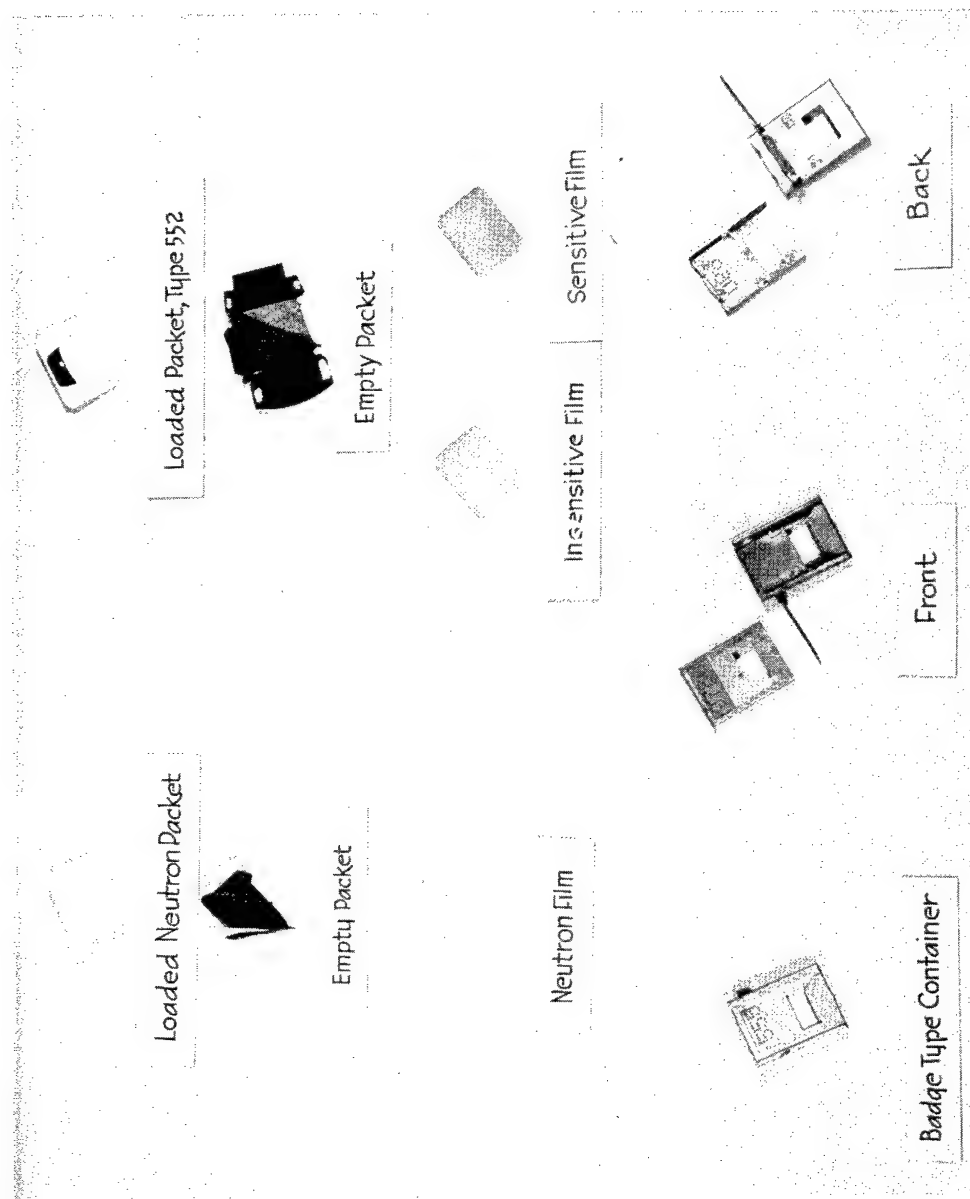 Loaded Neutron Packet
Loaded Packet, Type 552
Empty Packet
Empty Packet
Neutron Film
Insensitive Film
Sensitive Film
Badge Type Container
Front
Back